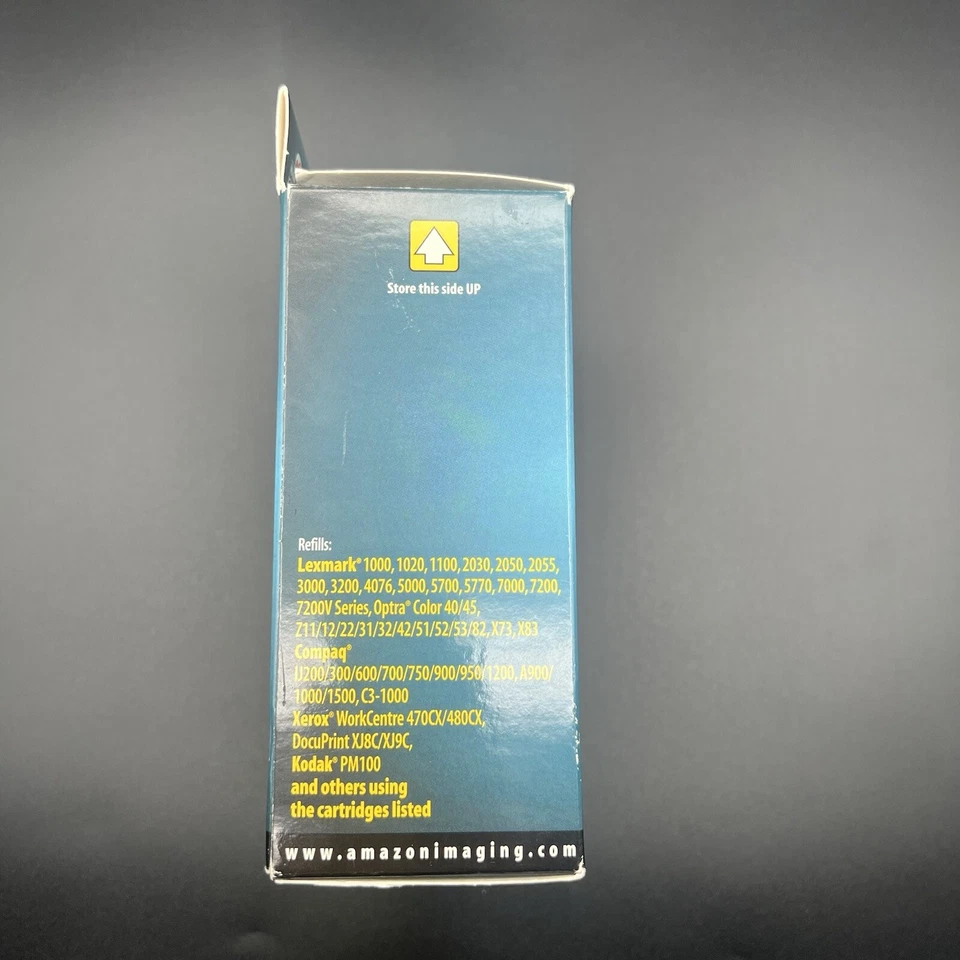 Store this side UP
Refills:
Lexmark® 1000, 1020, 1100, 2030, 2050, 2055,
3000, 3200, 4076, 5000, 5700, 5770, 7000, 7200,
7200V Series, Optra® Color 40/45,
Z11/12/22/31/32/42/51/52/53/82, X73, X83
Compaq®
IJ200/300/600/700/750/900/950/1200, A900/
1000/1500, C3-1000
Xerox® WorkCentre 470CX/480CX,
DocuPrint XJ8C/XJ9C,
Kodak® PM100
and others using
the cartridges listed
www.amazonimaging.com